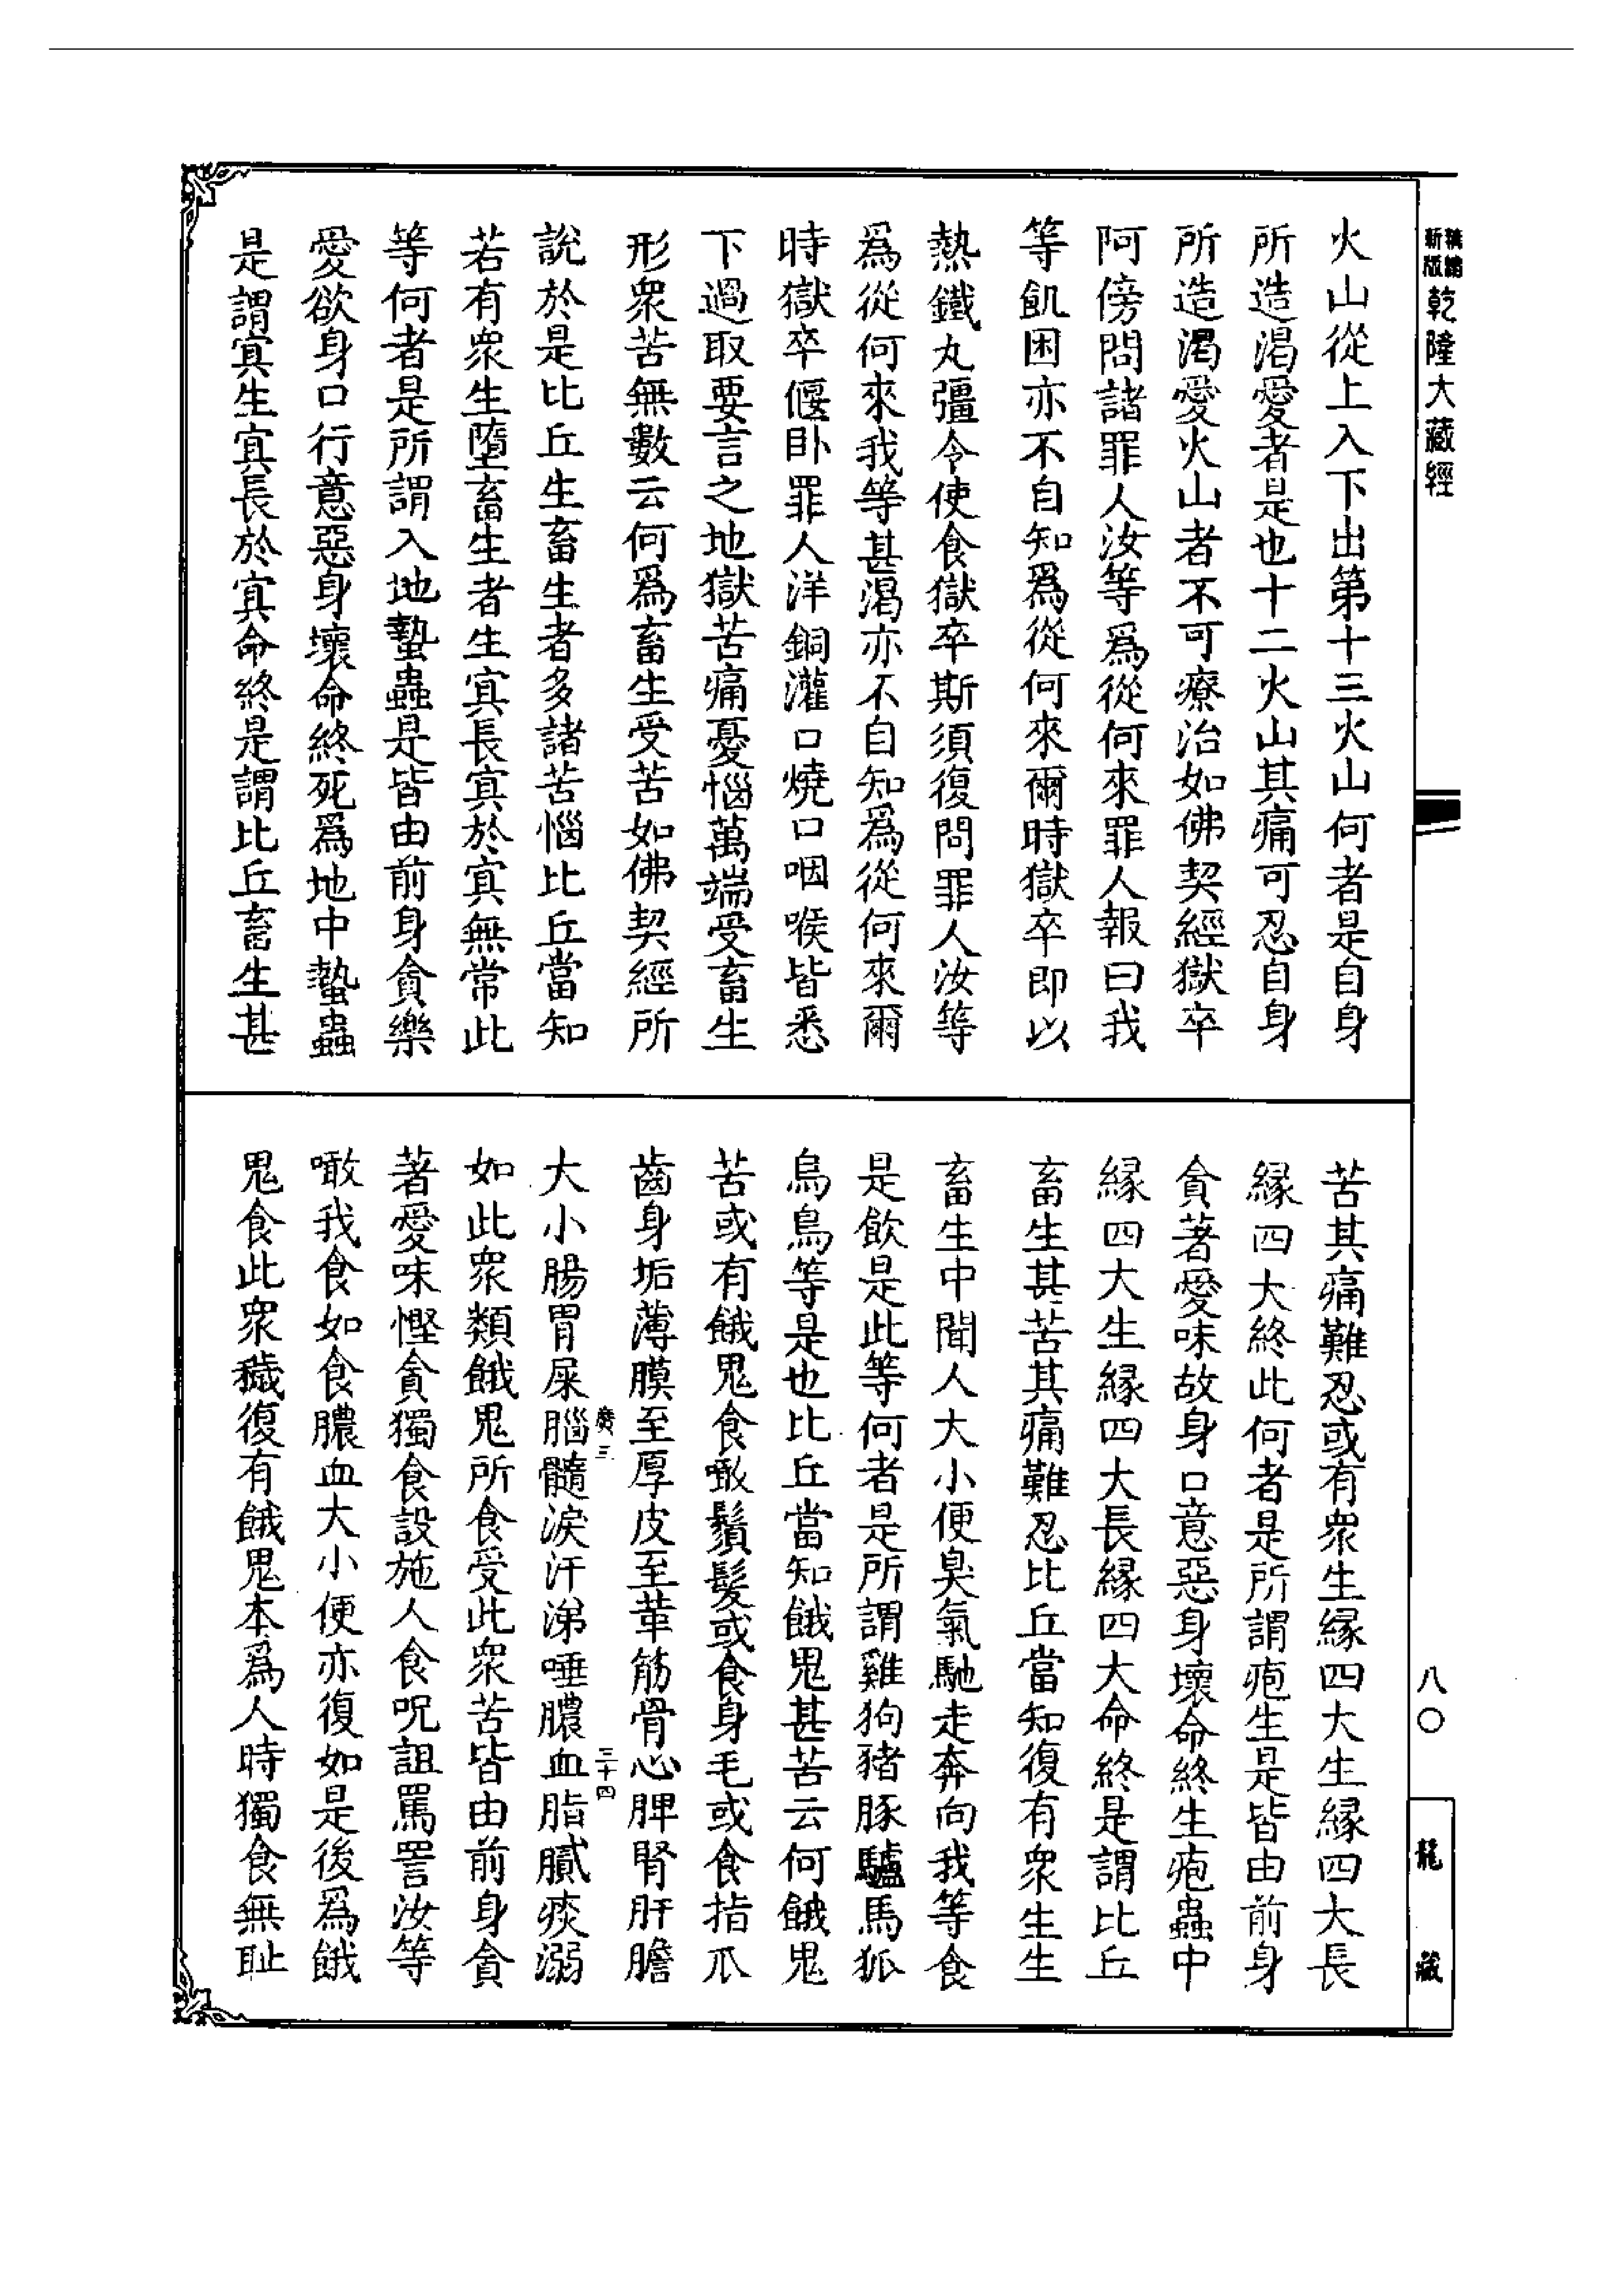 新版
乾隆大藏經
火山從上入下出第十三火山何者是自身
所造渴愛者是也十二火山其痛可忍自身
所造渴愛火山者不可療治如佛契經獄卒
阿傍問諸罪人汝等爲從何來罪人報曰我
等飢困亦不自知爲從何來爾時獄卒即以
熱鐵丸彊令使食獄卒斯須復問罪人汝等
爲從何來我等甚渴亦不自知爲從何來爾
時獄卒偃卧罪人洋銅灌口燒口咽喉皆悉
下過取要言之地獄苦痛憂惱萬端受畜生
形衆苦無數云何爲畜生受苦如佛契經所
說於是比丘生畜生者多諸苦惱比丘當知
若有衆生墮畜生者生冥長冥於冥無常此
等何者是所謂入地蟄蟲是皆由前身貪樂
愛欲身口行意惡身壞命終死爲地中蟄蟲
是謂冥生冥長於冥命終是謂比丘畜生甚
苦其痛難忍或有衆生緣四大生緣四大長
緣四大終此何者是所謂疱生是皆由前身
貪著愛味故身口意惡身壞命終生疱蟲中
緣四大生緣四大長緣四大命終是謂比丘
畜生甚苦其痛難忍比丘當知復有衆生生
畜生中聞人大小便臭氣馳走奔向我等食
是飲是此等何者是所謂雞狗豬豚驢馬狐
烏鳥等是也比丘當知餓鬼甚苦云何餓鬼
苦或有餓鬼食噉鬚髮或食身毛或食指爪
齒身垢薄膜至厚皮至革筋骨心脾腎肝膽
廣三
三十四
大小腸胃屎腦髓淚汗涕唾膿血脂膩痰溺
如此衆類餓鬼所食受此衆苦皆由前身貪
著愛味慳貪獨食設施人食呪詛罵詈汝等
噉我食如食膿血大小便亦復如是後爲餓
鬼食此衆穢復有餓鬼本爲人時獨食無耻
八〇
龍藏